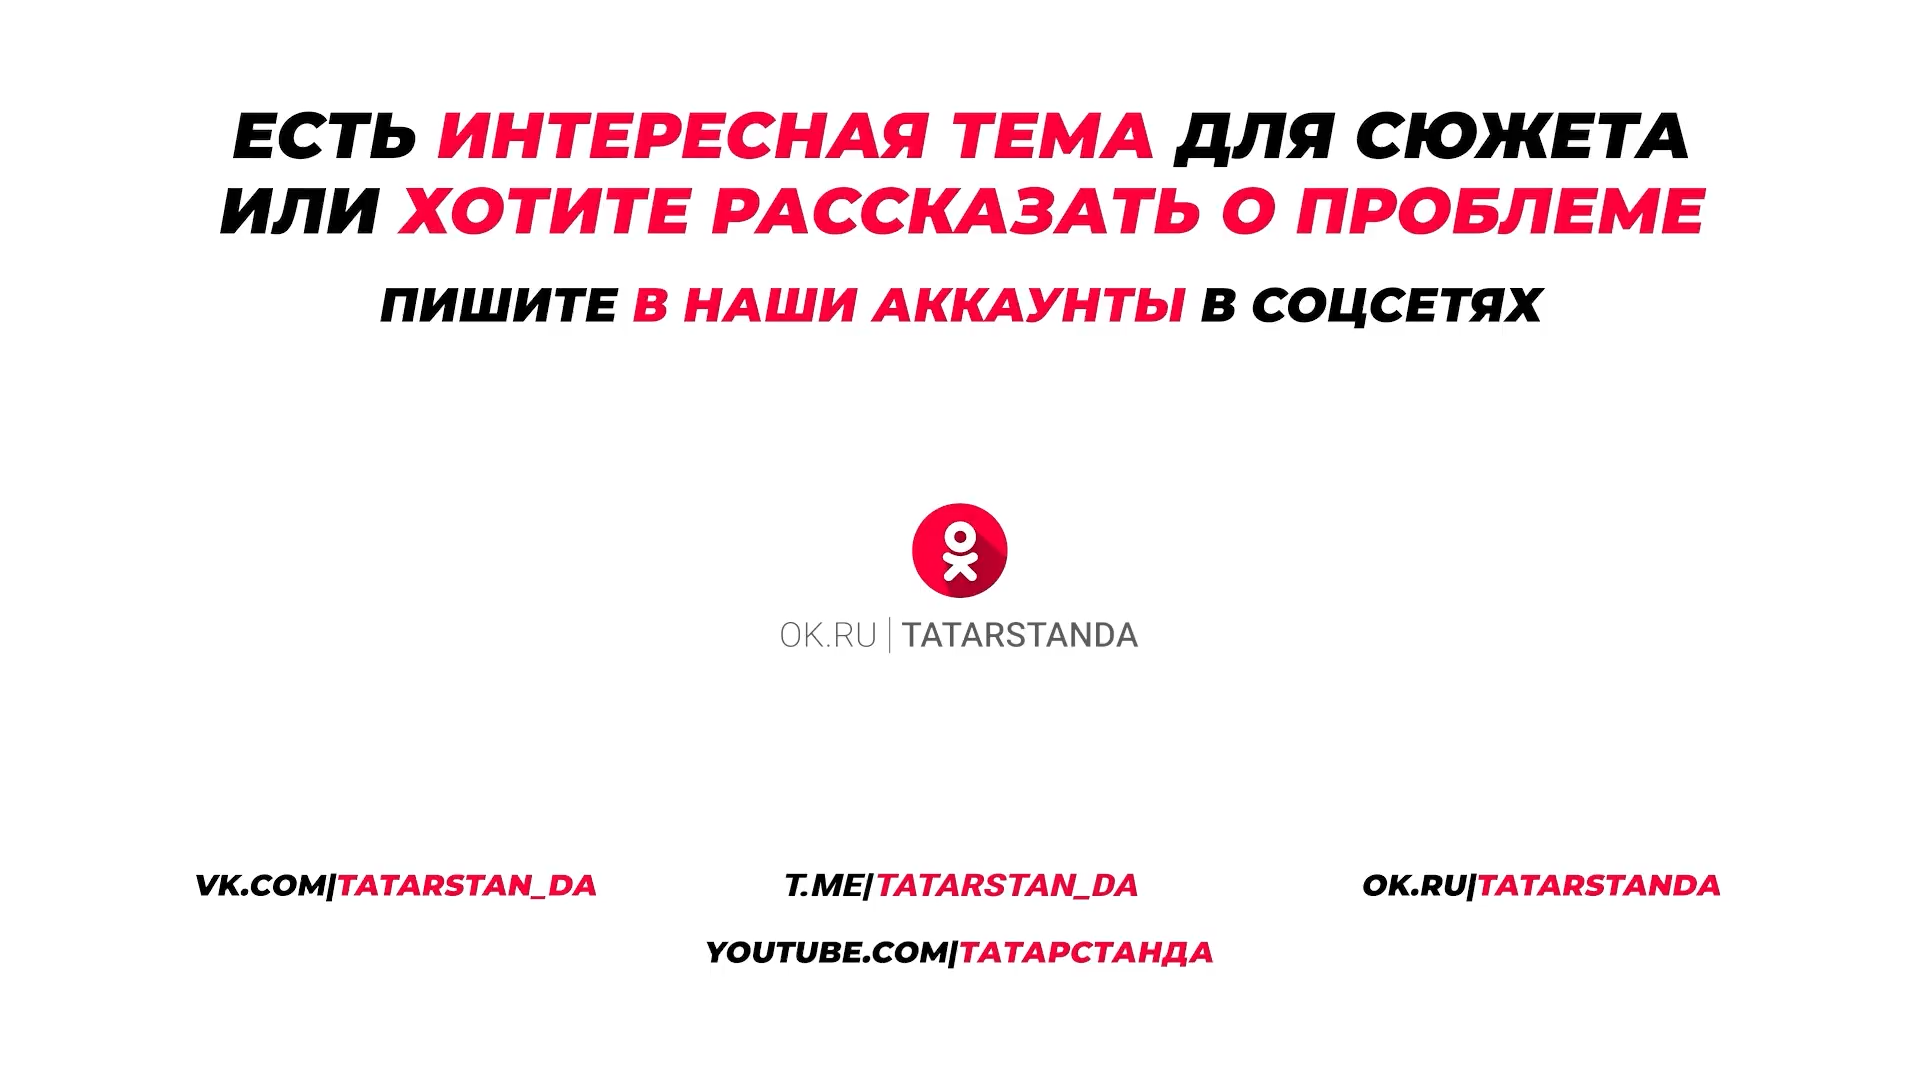 ЕСТЬ ИНТЕРЕСНАЯ ТЕМА ДЛЯ СЮЖЕТА
ИЛИ ХОТИТЕ РАССКАЗАТЬ О ПРОБЛЕМЕ
ПИШИТЕ В НАШИ АККАУНТЫ В СОЦСЕТЯХ
OK.RU|TATARSTANDA
VK.COM|TATARSTAN_DA
T.ME|TATARSTAN_DA
OK.RU|TATARSTANDA
YOUTUBE.COM|ТАТАРСТАНДА